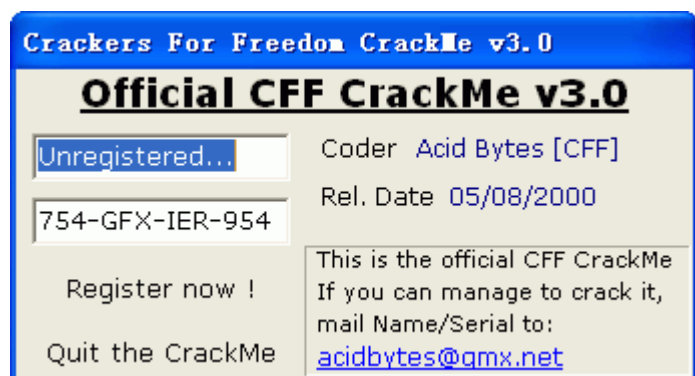 Crackers For Freedom CrackMe v3.0
Official CFF CrackMe v3.0
Unregistered...
754-GFX-IER-954
Register now !
Quit the CrackMe
Coder Acid Bytes [CFF]
Rel. Date 05/08/2000
This is the official CFF CrackMe
If you can manage to crack it,
mail Name/Serial to:
acidbytes@gmx.net